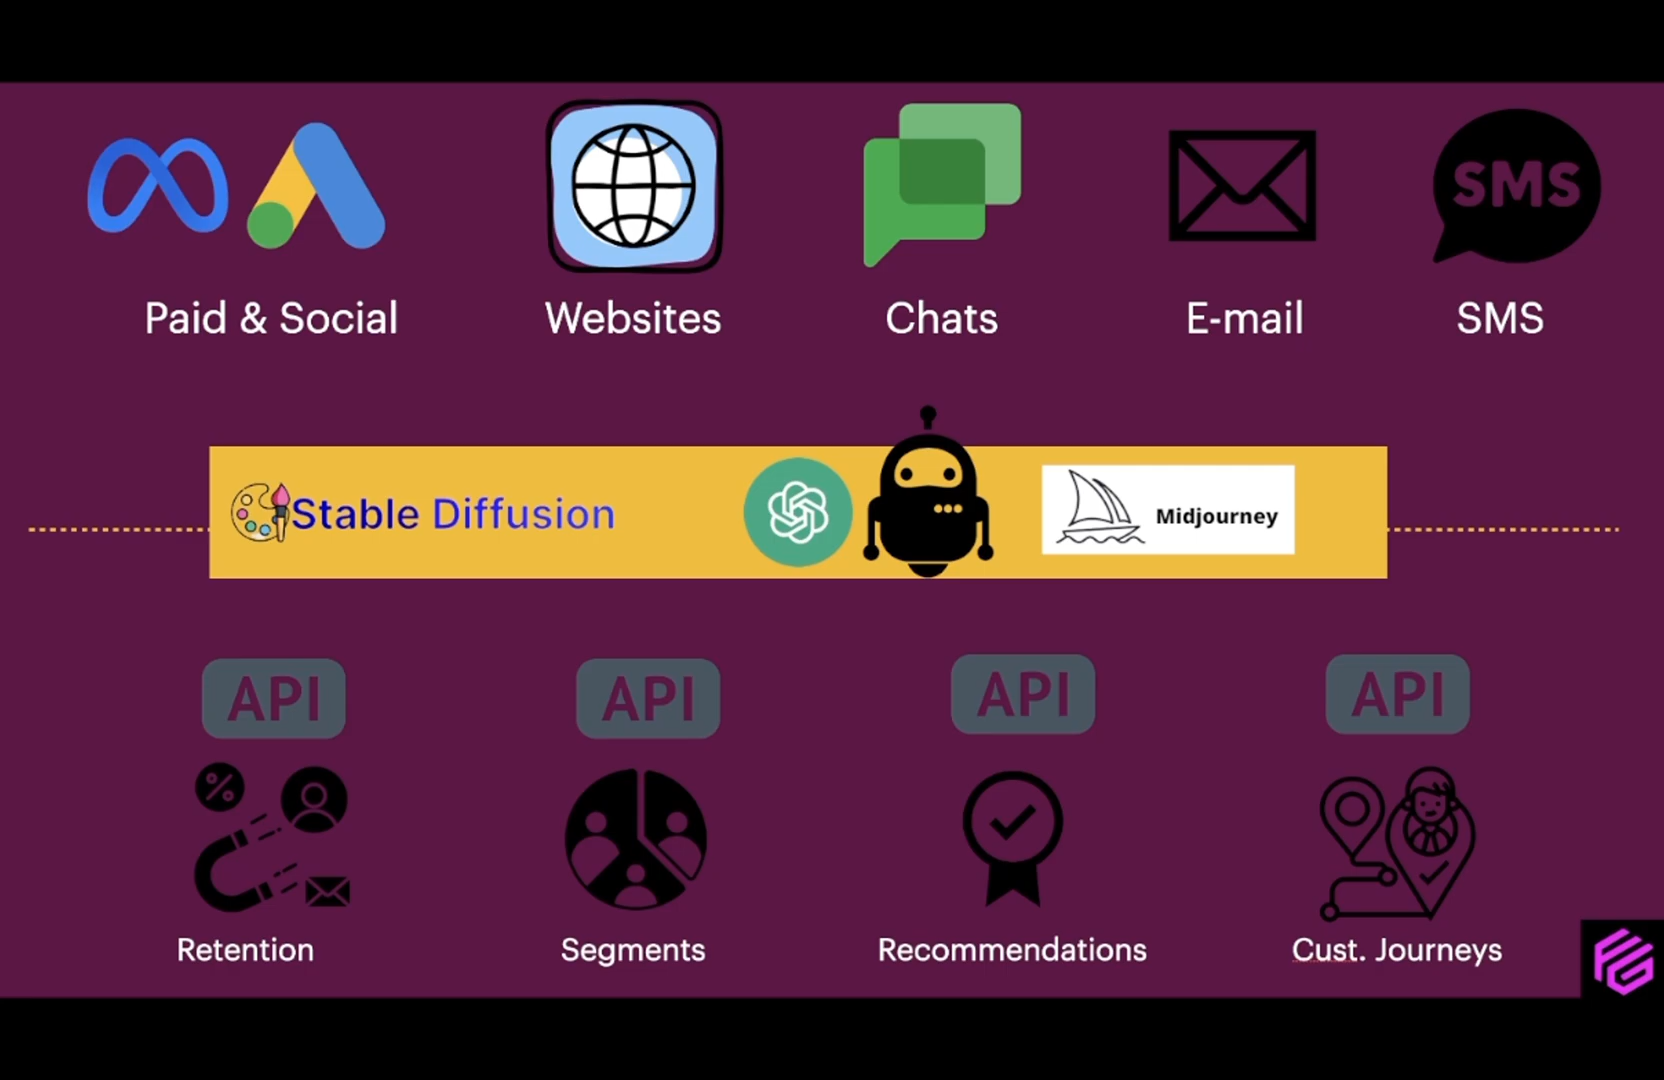 SMS
Paid & Social
Websites
Chats
E-mail
SMS
Stable Diffusion
Midjourney
API
API
API
API
Retention
Segments
Recommendations
Cust. Journeys